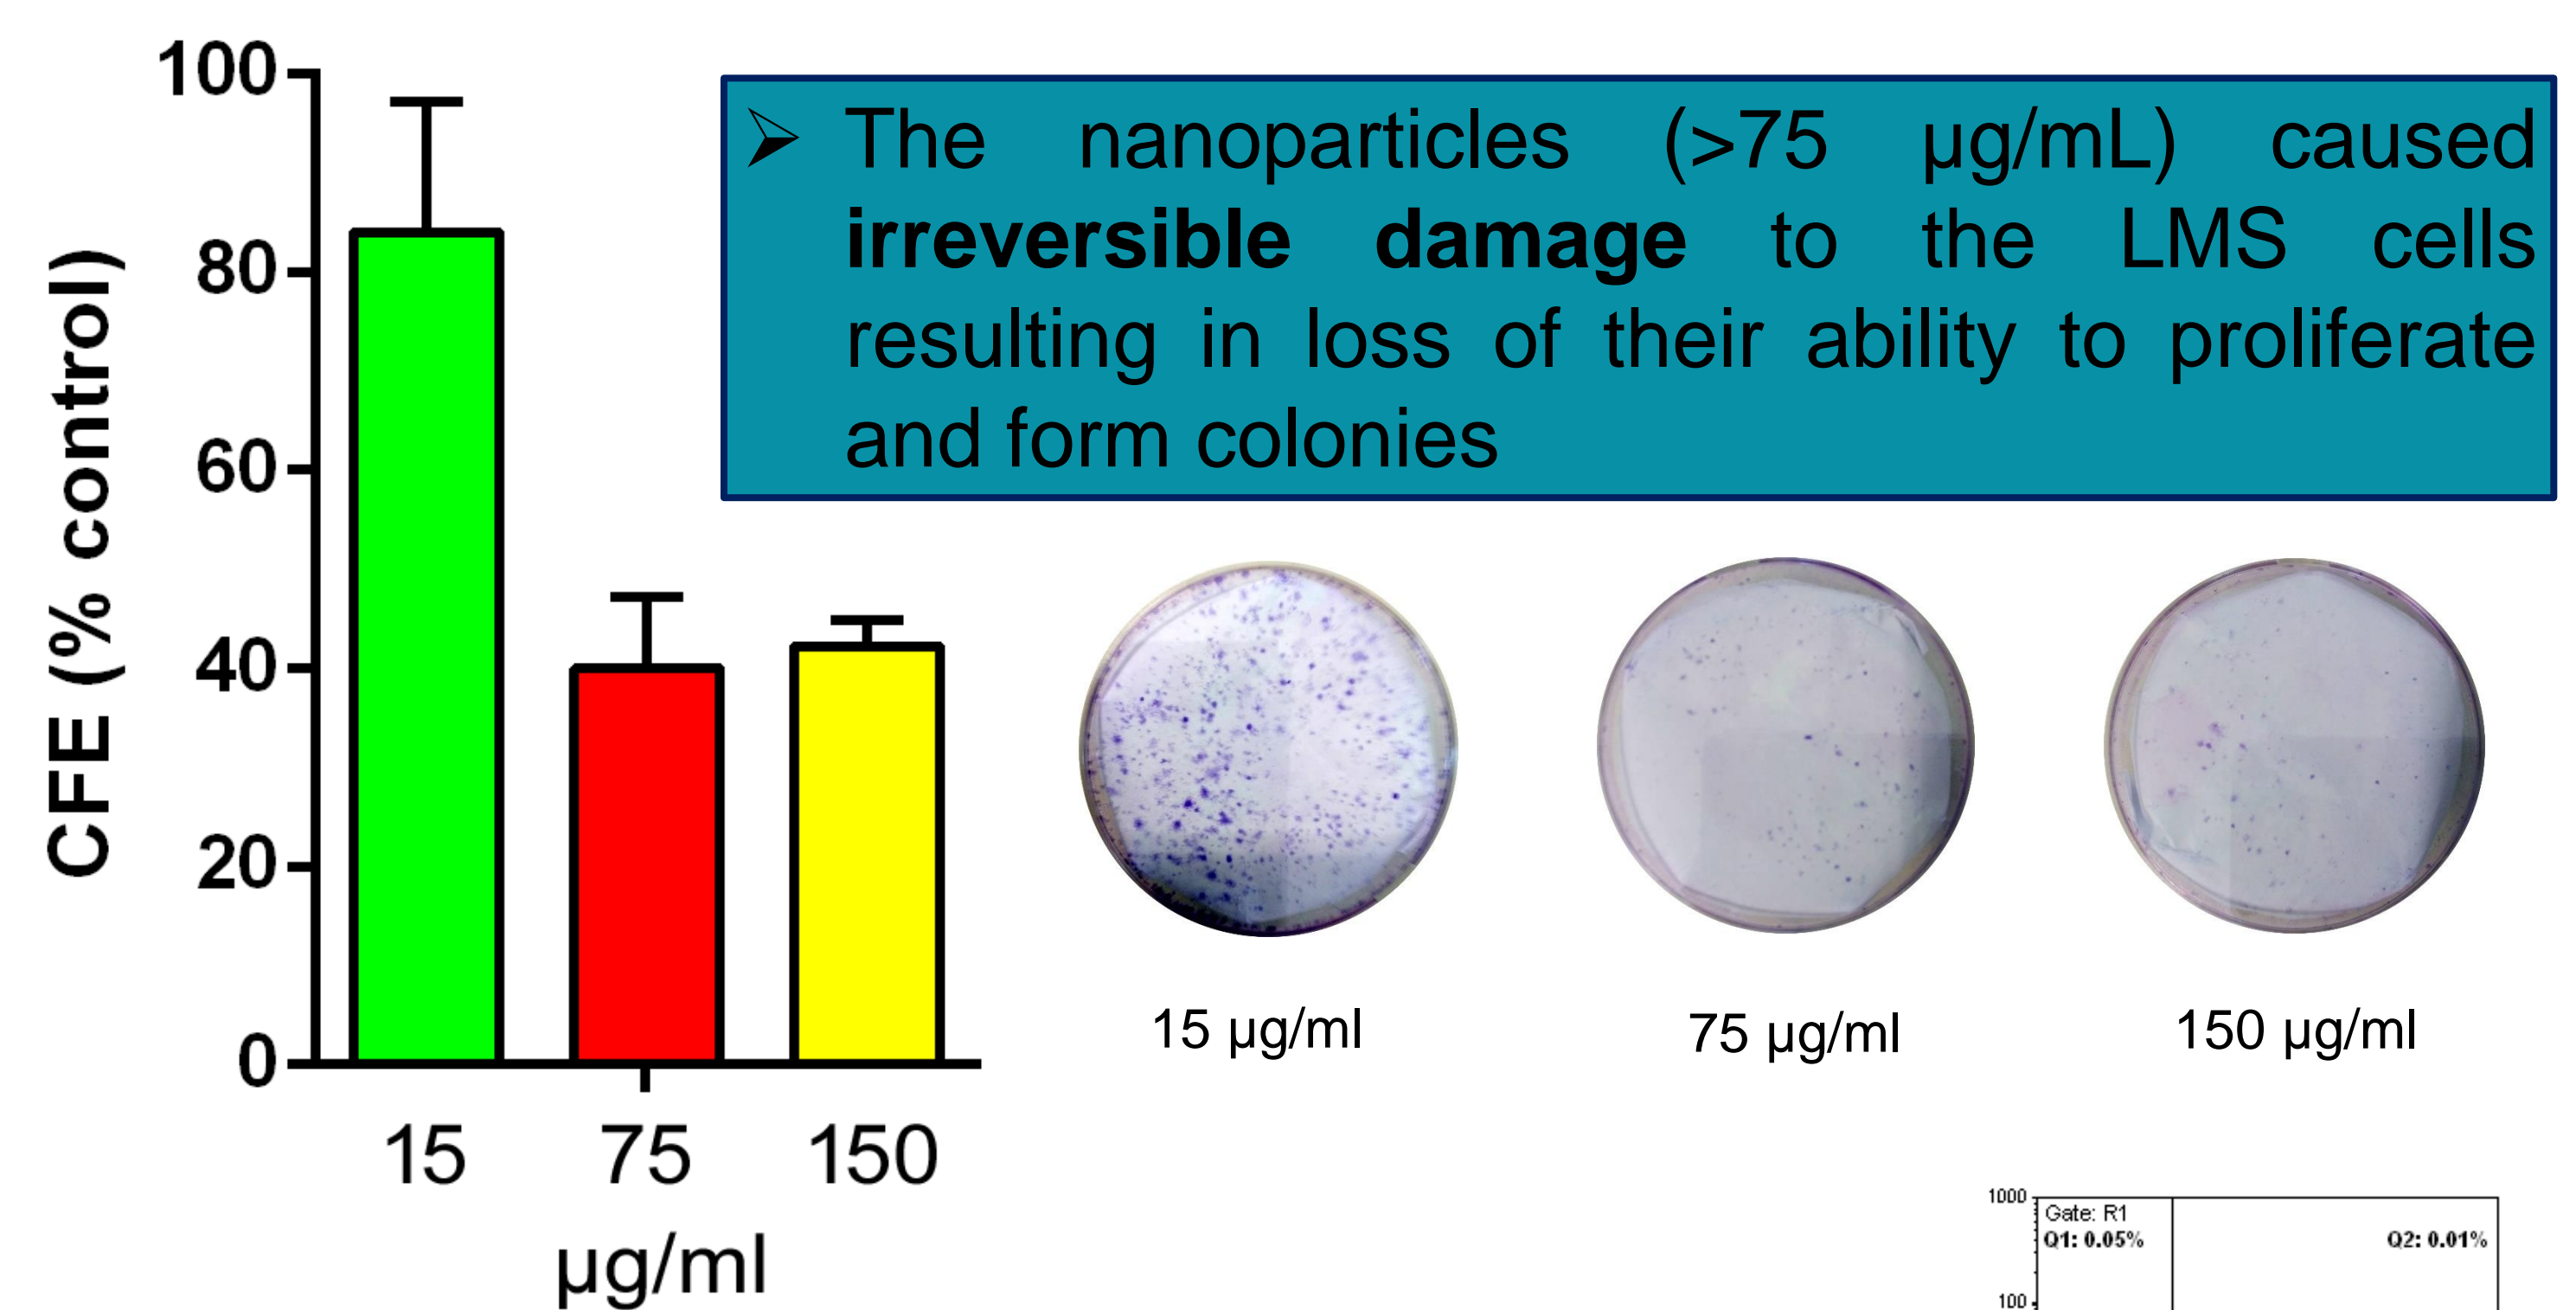 100
80
60
40
20
0
CFE (% control)
15 75 150
µg/ml
➢ The nanoparticles (>75 µg/mL) caused
irreversible damage to the LMS cells
resulting in loss of their ability to proliferate
and form colonies
15 µg/ml
75 µg/ml
150 µg/ml
1000
Gate: R1
Q1: 0.05% Q2: 0.01%
100